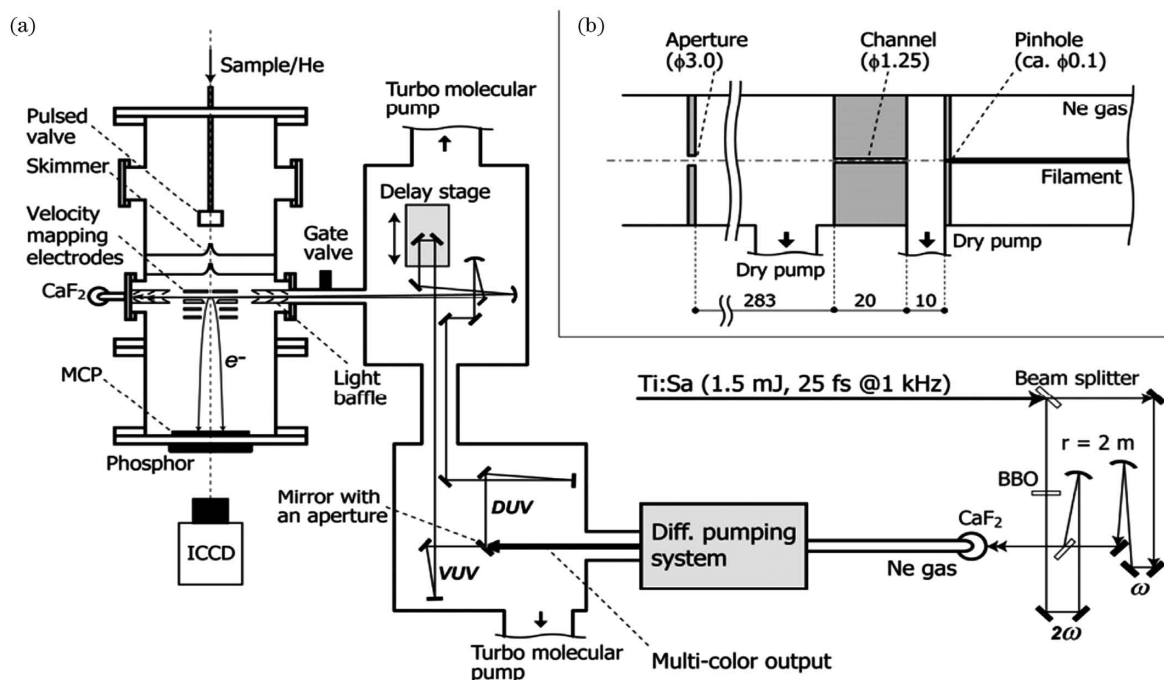 (a)
Sample/He
Pulsed
valve
Skimmer
Velocity
mapping
electrodes
CaF2
MCP
Phosphor
ICCD
e-
Light
baffle
Gate
valve
Turbo molecular
pump
Delay stage
Mirror with
an aperture
DUV
VUV
Turbo molecular
pump
Multi-color output
Diff. pumping
system
Ne gas
CaF2
Ti:Sa (1.5 mJ, 25 fs @1 kHz)
Beam splitter
r = 2 m
BBO
ω
2ω
(b)
Aperture
(ϕ3.0)
Channel
(ϕ1.25)
Pinhole
(ca. ϕ0.1)
Ne gas
Filament
Dry pump
Dry pump
283
20
10